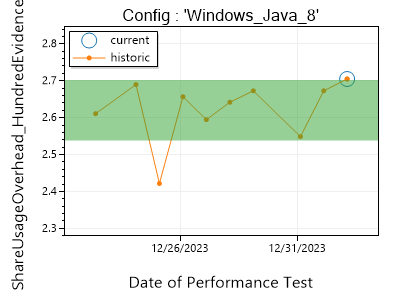 Config : 'Windows_Java_8'
ShareUsageOverhead_HundredEvidence
current
historic
2.8
2.7
2.6
2.5
2.4
2.3
12/26/2023
12/31/2023
Date of Performance Test